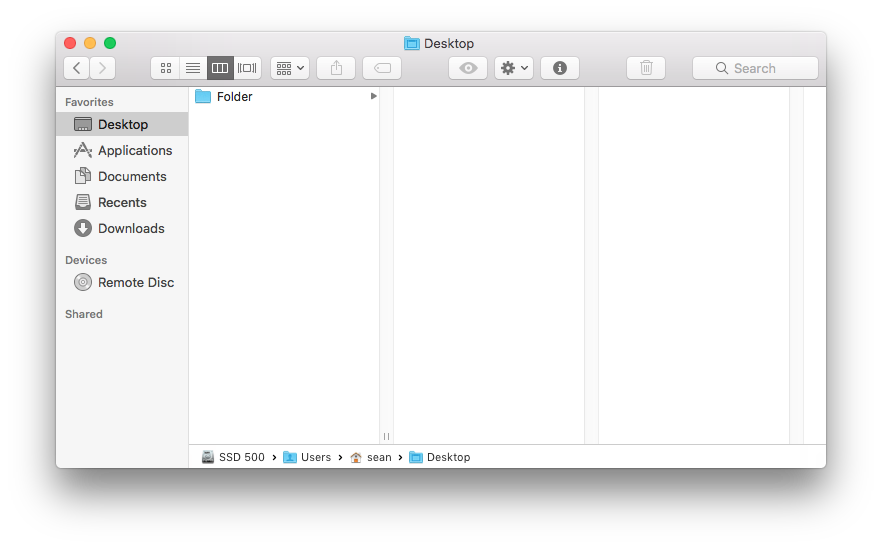 Desktop
Search
Favorites
Desktop
Applications
Documents
Recents
Downloads
Devices
Remote Disc
Shared
Folder
SSD 500 › Users › sean › Desktop